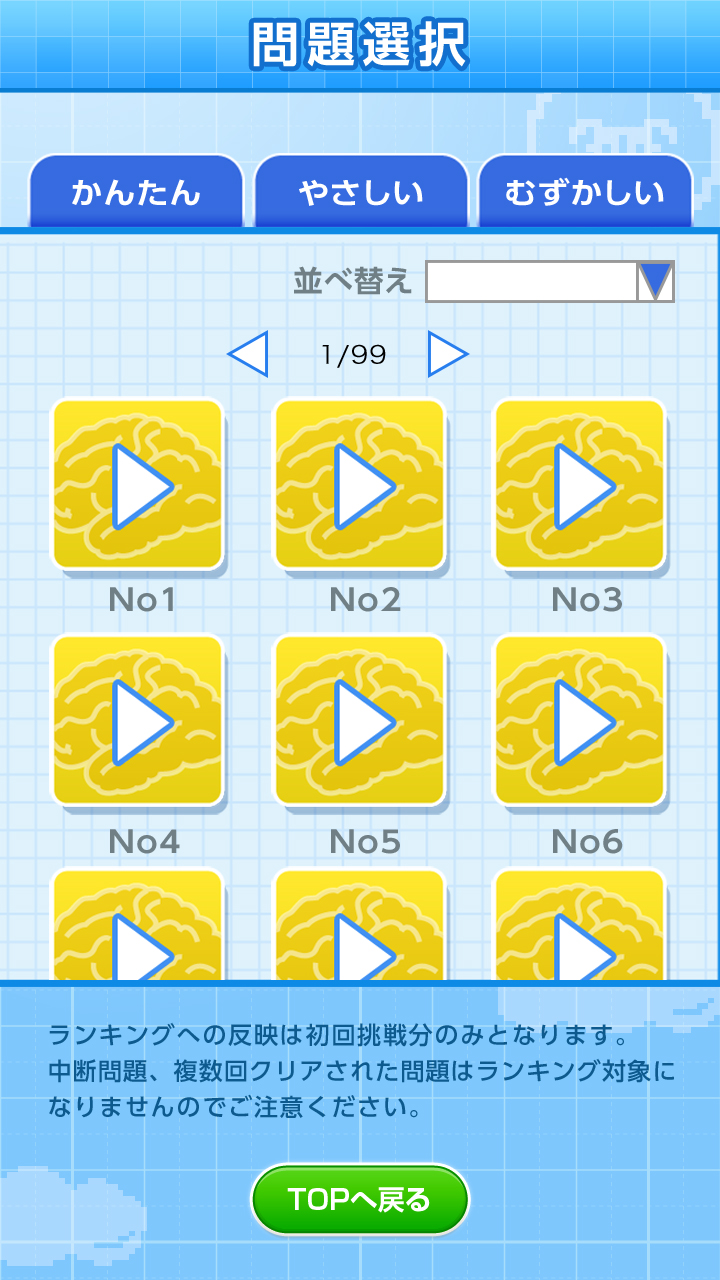 問題選択
かんたん
やさしい
むずかしい
並べ替え
1/99
No1
No2
No3
No4
No5
No6
ランキングへの反映は初回挑戦分のみとなります。
中断問題、複数回クリアされた問題はランキング対象に
なりませんのでご注意ください。
TOPへ戻る